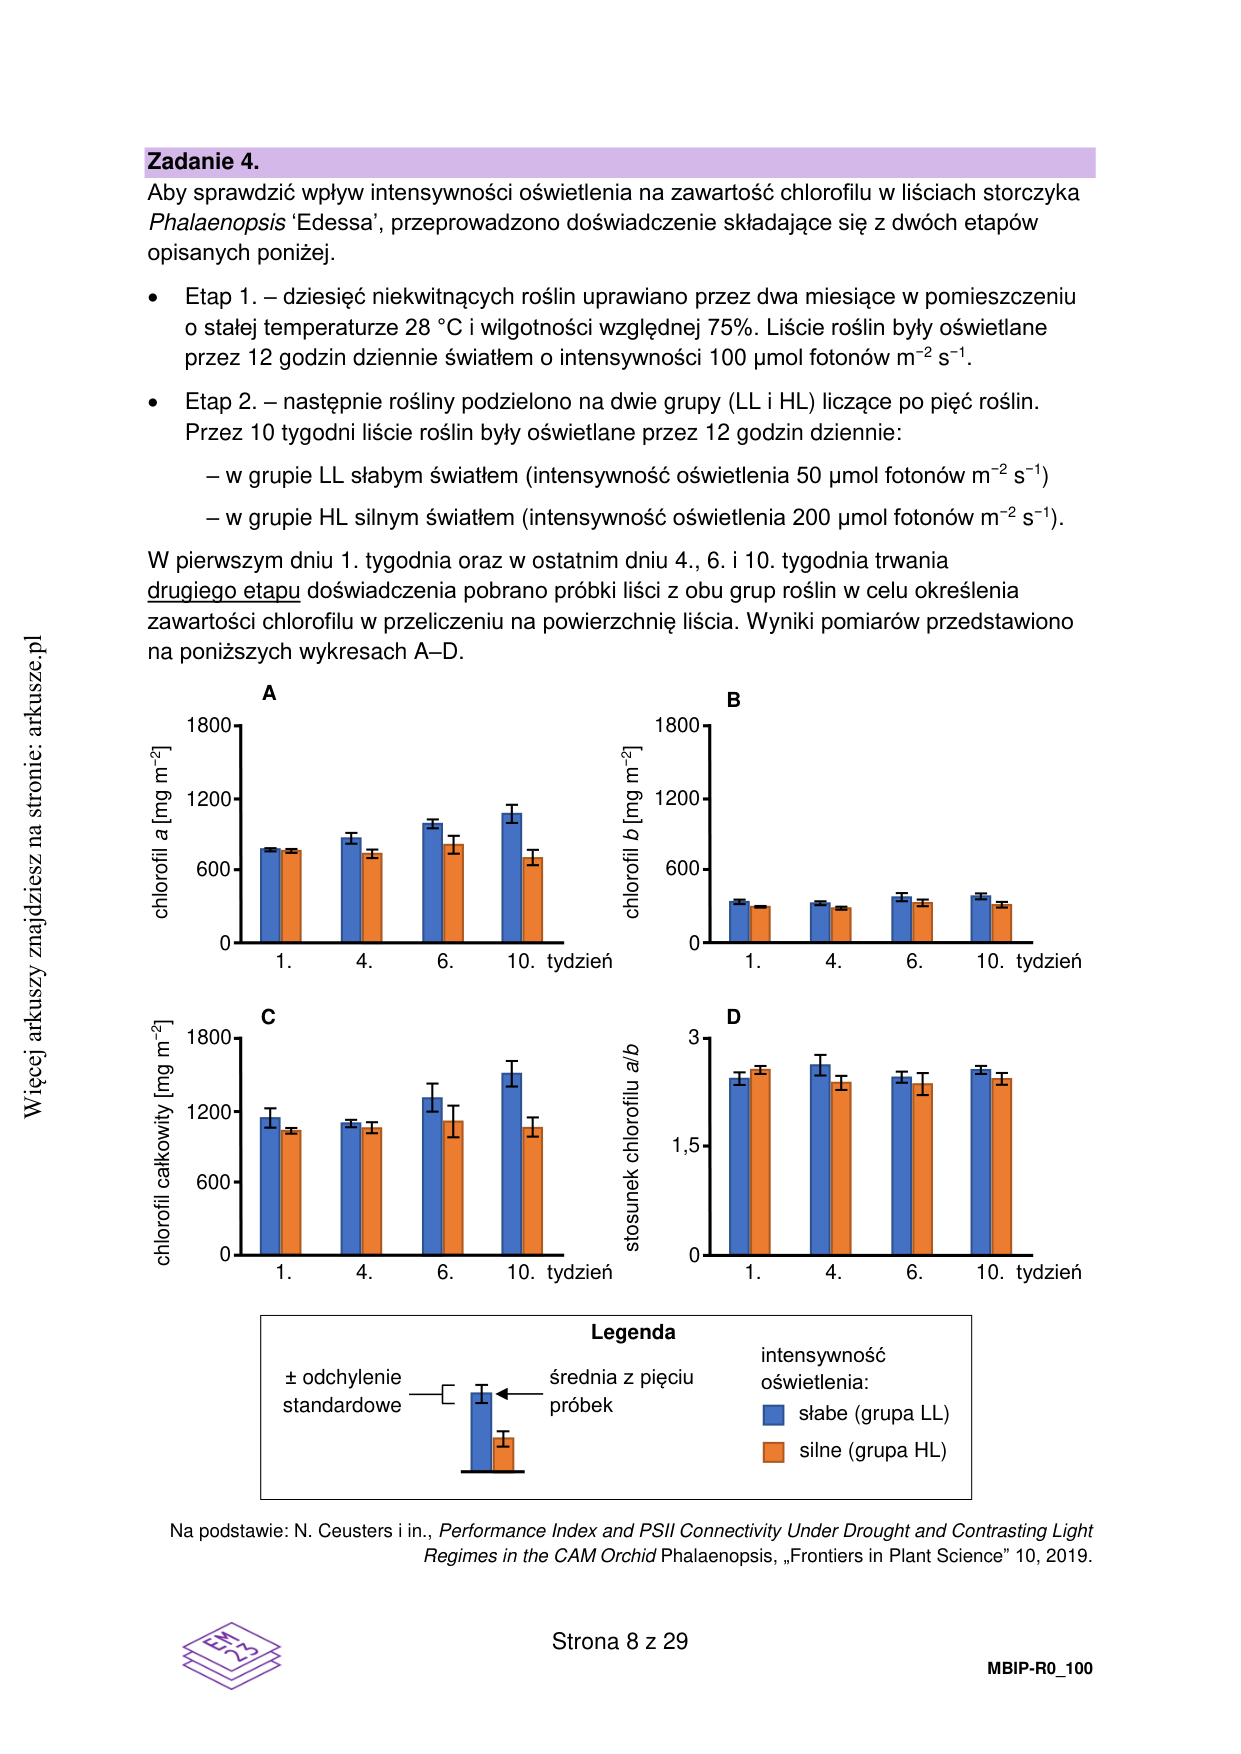 Zadanie 4.
Aby sprawdzić wpływ intensywności oświetlenia na zawartość chlorofilu w liściach storczyka
Phalaenopsis ‘Edessa’, przeprowadzono doświadczenie składające się z dwóch etapów
opisanych poniżej.
• Etap 1. – dziesięć niekwitnących roślin uprawiano przez dwa miesiące w pomieszczeniu
o stałej temperaturze 28 °C i wilgotności względnej 75%. Liście roślin były oświetlane
przez 12 godzin dziennie światłem o intensywności 100 µmol fotonów m⁻² s⁻¹.
• Etap 2. – następnie rośliny podzielono na dwie grupy (LL i HL) liczące po pięć roślin.
Przez 10 tygodni liście roślin były oświetlane przez 12 godzin dziennie:
– w grupie LL słabym światłem (intensywność oświetlenia 50 µmol fotonów m⁻² s⁻¹)
– w grupie HL silnym światłem (intensywność oświetlenia 200 µmol fotonów m⁻² s⁻¹).
W pierwszym dniu 1. tygodnia oraz w ostatnim dniu 4., 6. i 10. tygodnia trwania
drugiego etapu doświadczenia pobrano próbki liści z obu grup roślin w celu określenia
zawartości chlorofilu w przeliczeniu na powierzchnię liścia. Wyniki pomiarów przedstawiono
na poniższych wykresach A–D.
Więcej arkuszy znajdziesz na stronie: arkusze.pl
A
chlorofil a [mg m⁻²]
1800
1200
600
0
1. 4. 6. 10. tydzień
B
chlorofil b [mg m⁻²]
1800
1200
600
0
1. 4. 6. 10. tydzień
C
chlorofil całkowity [mg m⁻²]
1800
1200
600
0
1. 4. 6. 10. tydzień
D
stosunek chlorofilu a/b
3
1,5
0
1. 4. 6. 10. tydzień
Legenda
± odchylenie
standardowe
średnia z pięciu
próbek
intensywność
oświetlenia:
słabe (grupa LL)
silne (grupa HL)
Na podstawie: N. Ceusters i in., Performance Index and PSII Connectivity Under Drought and Contrasting Light
Regimes in the CAM Orchid Phalaenopsis, „Frontiers in Plant Science” 10, 2019.
EM
23
Strona 8 z 29
MBIP-R0_100